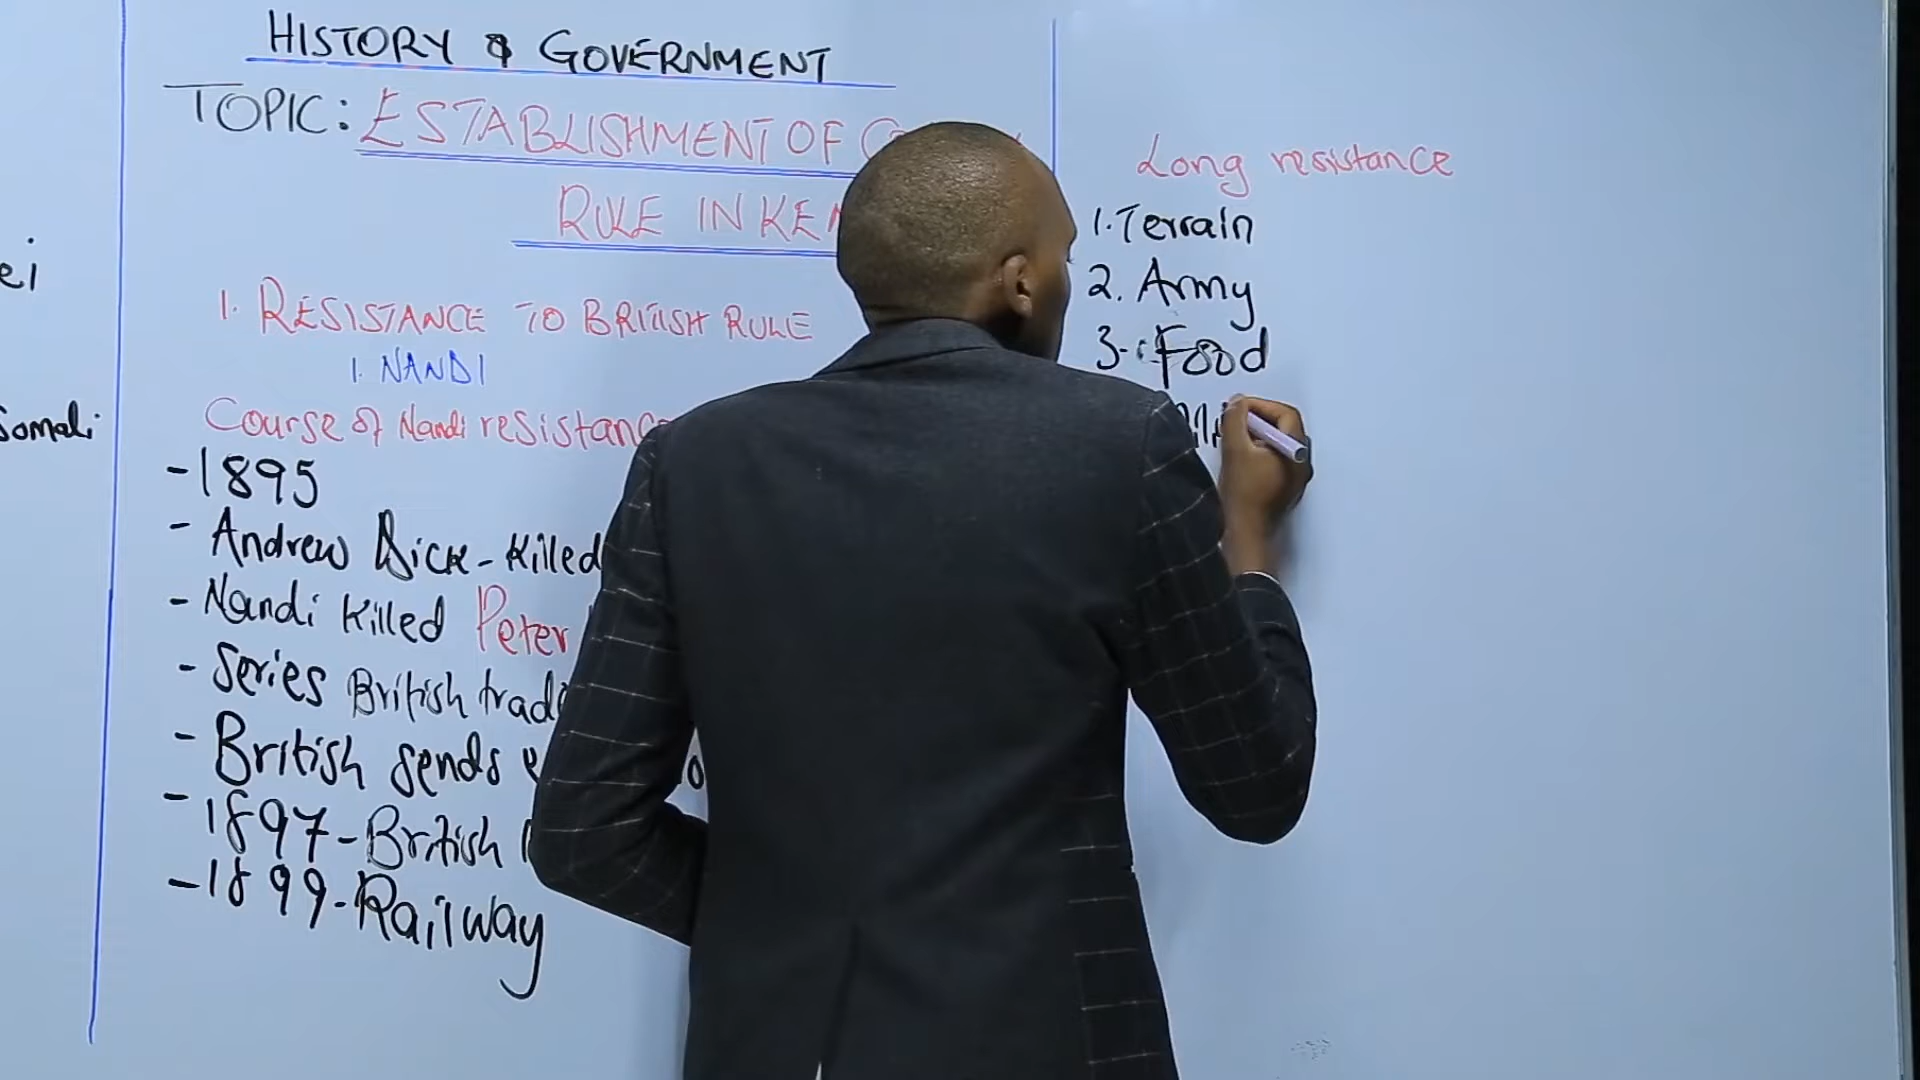 HISTORY & GOVERNMENT
TOPIC: ESTABLISHMENT OF
RULE IN KEN
1. RESISTANCE TO BRITISH RULE
1. NANDI
Course of Nandi resistance
-1895
- Andrew Dick - Killed
- Nandi Killed Peter
- Series British trad
- British sends
- 1897 - British
- 1899 - Railway
ei
Somali
Long resistance
1. Terrain
2. Army
3- Food